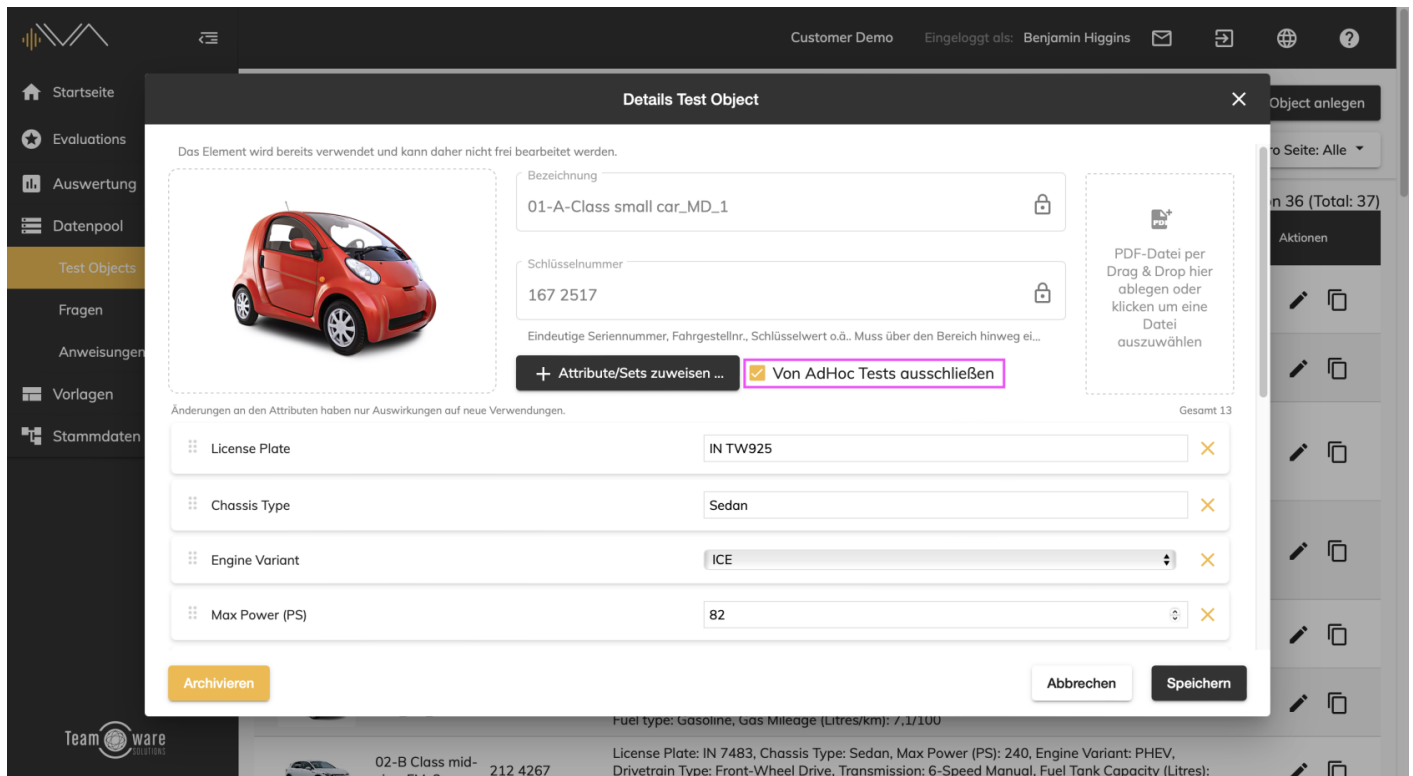 Customer Demo Eingeloggt als: Benjamin Higgins
Startseite
Evaluations
Auswertung
Datenpool
Test Objects
Fragen
Anweisungen
Vorlagen
Stammdaten
Team ware
SOLUTIONS
Object anlegen
ro Seite: Alle
n 36 (Total: 37)
Aktionen
Details Test Object
Das Element wird bereits verwendet und kann daher nicht frei bearbeitet werden.
Bezeichnung
01-A-Class small car_MD_1
Schlüsselnummer
167 2517
Eindeutige Seriennummer, Fahrgestellnr., Schlüsselwert o.ä.. Muss über den Bereich hinweg ei...
+ Attribute/Sets zuweisen ...
Von AdHoc Tests ausschließen
PDF
PDF-Datei per
Drag & Drop hier
ablegen oder
klicken um eine
Datei
auszuwählen
Änderungen an den Attributen haben nur Auswirkungen auf neue Verwendungen.
Gesamt 13
License Plate IN TW925
Chassis Type Sedan
Engine Variant ICE
Max Power (PS) 82
Archivieren
Abbrechen
Speichern
Fuel type: Gasoline, Gas Mileage (Litres/km): 7,1/100
02-B Class mid-
212 4267
License Plate: IN 7483, Chassis Type: Sedan, Max Power (PS): 240, Engine Variant: PHEV,
Drivetrain Type: Front-Wheel Drive, Transmission: 6-Speed Manual, Fuel Tank Capacity (Litres):